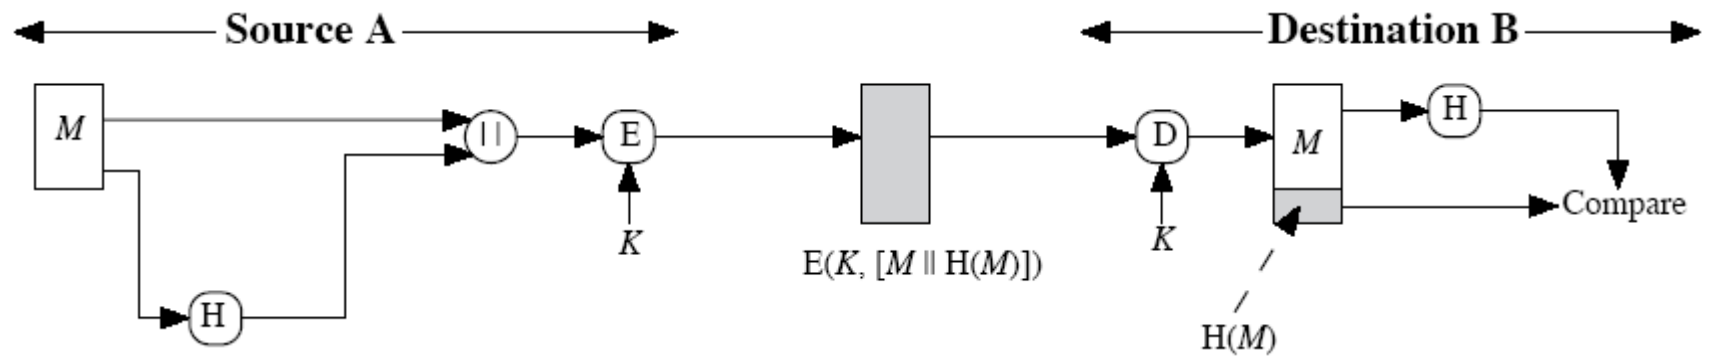 Source A
Destination B
M
||
E
D
M
H
K
K
Compare
E(K, [M || H(M)])
H
H(M)